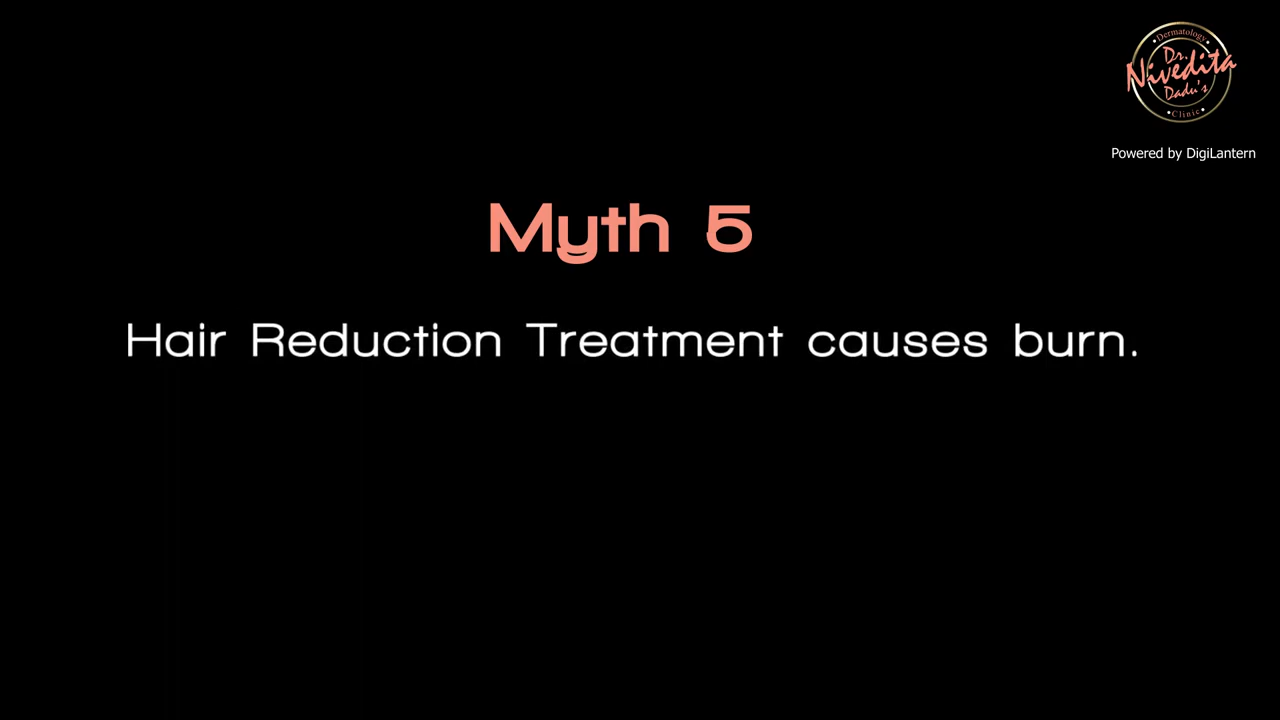 Dermatology
Dr.
Nivedita
Dadu's
Clinic
Powered by DigiLantern
Myth 5
Hair Reduction Treatment causes burn.